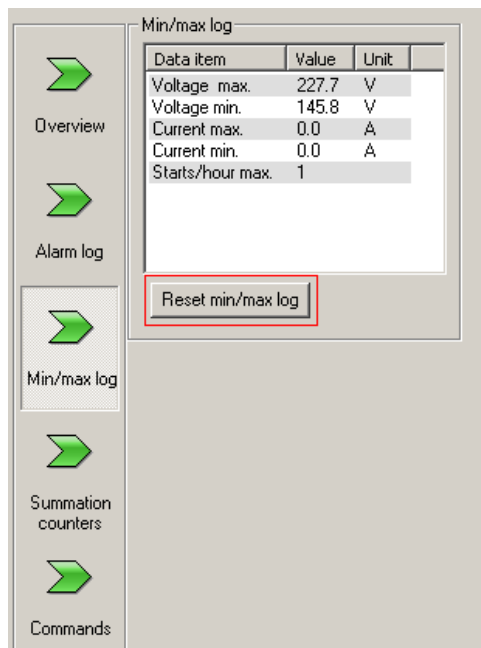 Overview
Alarm log
Min/max log
Summation
counters
Commands
Min/max log
Data item Value Unit
Voltage max. 227.7 V
Voltage min. 145.8 V
Current max. 0.0 A
Current min. 0.0 A
Starts/hour max. 1
Reset min/max log